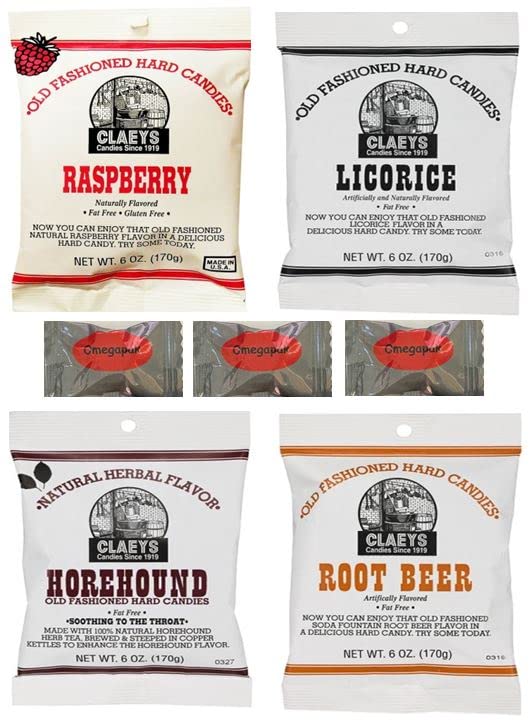 •OLD FASHIONED HARD CANDIES•
CLAEYS
Candies Since 1919
RASPBERRY
Naturally Flavored
• Fat Free • Gluten Free •
NOW YOU CAN ENJOY THAT OLD FASHIONED
NATURAL RASPBERRY FLAVOR IN A DELICIOUS
HARD CANDY. TRY SOME TODAY.
NET WT. 6 OZ. (170g)
MADE IN
U.S.A.
•OLD FASHIONED HARD CANDIES•
CLAEYS
Candies Since 1919
LICORICE
Artificially and Naturally Flavored
• Fat Free •
NOW YOU CAN ENJOY THAT OLD FASHIONED
LICORICE FLAVOR IN A
DELICIOUS HARD CANDY. TRY SOME TODAY.
NET WT. 6 OZ. (170g)
0316
Omegapak
Omegapak
Omegapak
•NATURAL HERBAL FLAVOR•
CLAEYS
Candies Since 1919
HOREHOUND
OLD FASHIONED HARD CANDIES
• Fat Free •
•SOOTHING TO THE THROAT•
MADE WITH 100% NATURAL HOREHOUND
HERB TEA, BREWED & STEEPED IN COPPER
KETTLES TO ENHANCE THE HOREHOUND FLAVOR.
NET WT. 6 OZ. (170g)
0327
•OLD FASHIONED HARD CANDIES•
CLAEYS
Candies Since 1919
ROOT BEER
Artificially Flavored
• Fat Free •
NOW YOU CAN ENJOY THAT OLD FASHIONED
SODA FOUNTAIN ROOT BEER FLAVOR IN
A DELICIOUS HARD CANDY. TRY SOME TODAY.
NET WT. 6 OZ. (170g)
0316